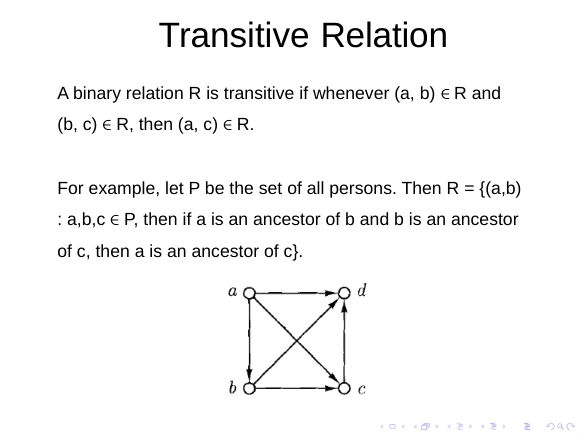 Transitive Relation
A binary relation R is transitive if whenever (a, b) ∈ R and
(b, c) ∈ R, then (a, c) ∈ R.
For example, let P be the set of all persons. Then R = {(a,b)
: a,b,c ∈ P, then if a is an ancestor of b and b is an ancestor
of c, then a is an ancestor of c}.
a d
b c